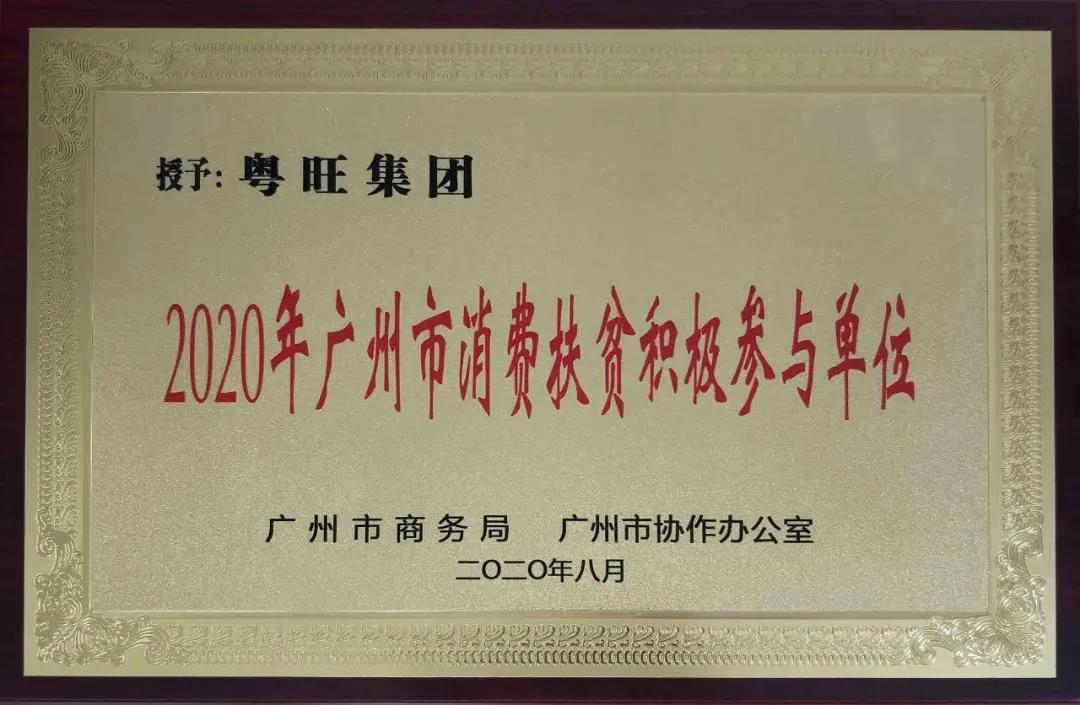 授予：粤旺集团
2020年广州市消费扶贫积极参与单位
广州市商务局 广州市协作办公室
二〇二〇年八月